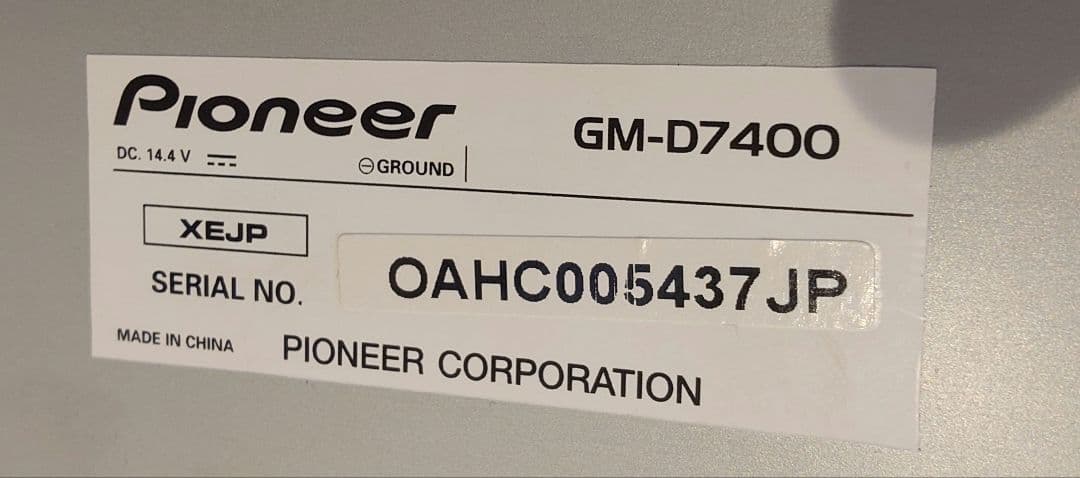 Pioneer
GM-D7400
DC. 14.4 V ⎓
⊖GROUND
XEJP
SERIAL NO. OAHC005437JP
MADE IN CHINA
PIONEER CORPORATION